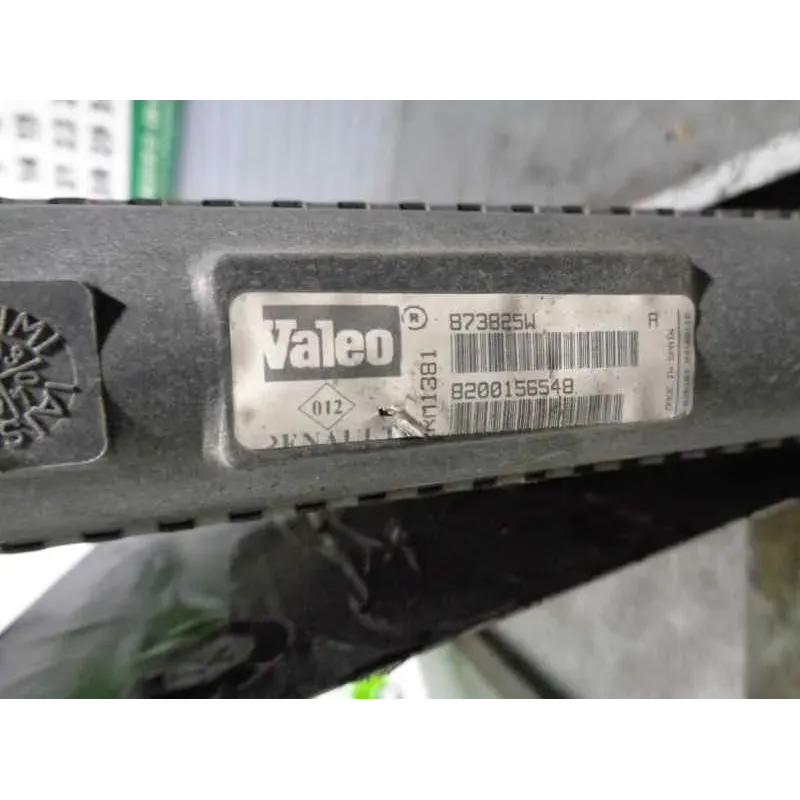 Valeo ® 873825W A
KM1381
8200156548
012
RENAULT
MADE IN SPAIN